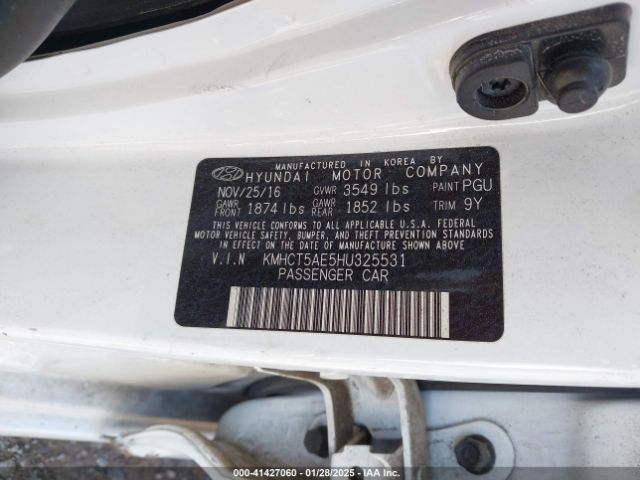 MANUFACTURED IN KOREA BY
HYUNDAI MOTOR COMPANY
NOV/25/16 GVWR 3549 lbs PAINT PGU
GAWR FRONT 1874 lbs GAWR REAR 1852 lbs TRIM 9Y
THIS VEHICLE CONFORMS TO ALL APPLICABLE U.S.A. FEDERAL
MOTOR VEHICLE SAFETY, BUMPER, AND THEFT PREVENTION STANDARDS
IN EFFECT ON THE DATE OF MANUFACTURE SHOWN ABOVE
V.I.N KMHCT5AE5HU325531
PASSENGER CAR
000-41427060 - 01/28/2025 - IAA Inc.